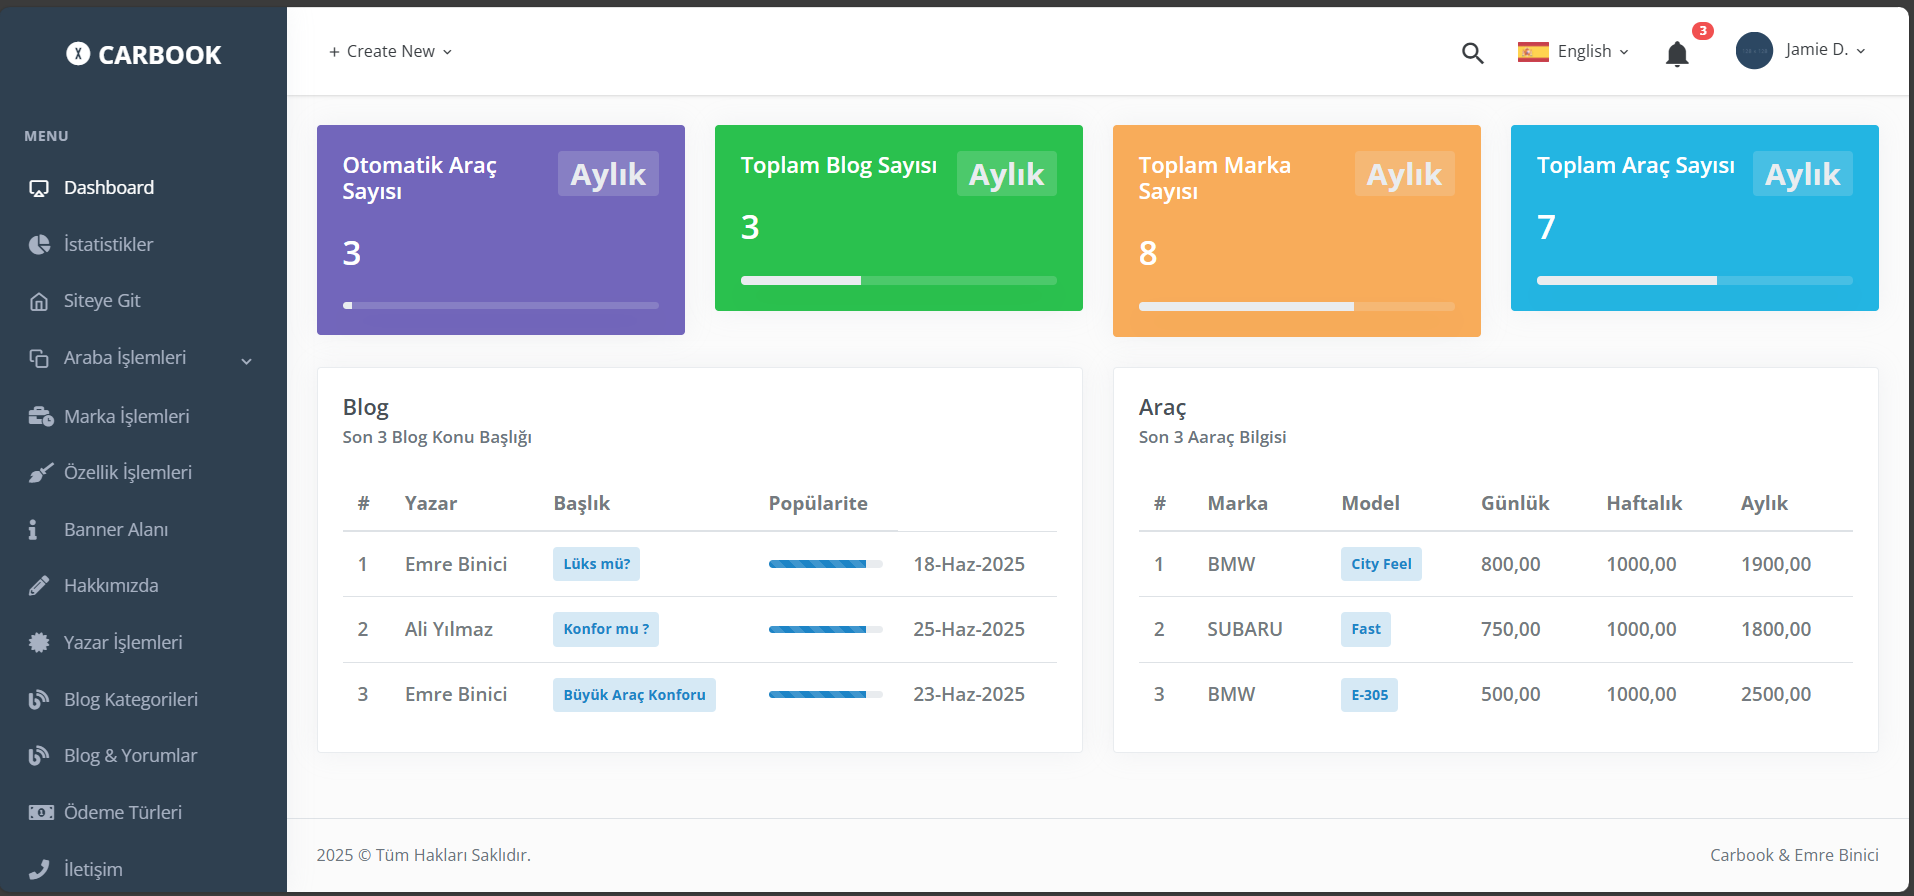 CARBOOK
MENU
Dashboard
İstatistikler
Siteye Git
Araba İşlemleri
Marka İşlemleri
Özellik İşlemleri
Banner Alanı
Hakkımızda
Yazar İşlemleri
Blog Kategorileri
Blog & Yorumlar
Ödeme Türleri
İletişim
+ Create New
English
3
Jamie D.
Otomatik Araç
Sayısı
Aylık
3
Toplam Blog Sayısı
Aylık
3
Toplam Marka
Sayısı
Aylık
8
Toplam Araç Sayısı
Aylık
7
Blog
Son 3 Blog Konu Başlığı
# Yazar Başlık Popülarite
1 Emre Binici Lüks mü? 18-Haz-2025
2 Ali Yılmaz Konfor mu ? 25-Haz-2025
3 Emre Binici Büyük Araç Konforu 23-Haz-2025
Araç
Son 3 Aaraç Bilgisi
# Marka Model Günlük Haftalık Aylık
1 BMW City Feel 800,00 1000,00 1900,00
2 SUBARU Fast 750,00 1000,00 1800,00
3 BMW E-305 500,00 1000,00 2500,00
2025 © Tüm Hakları Saklıdır.
Carbook & Emre Binici